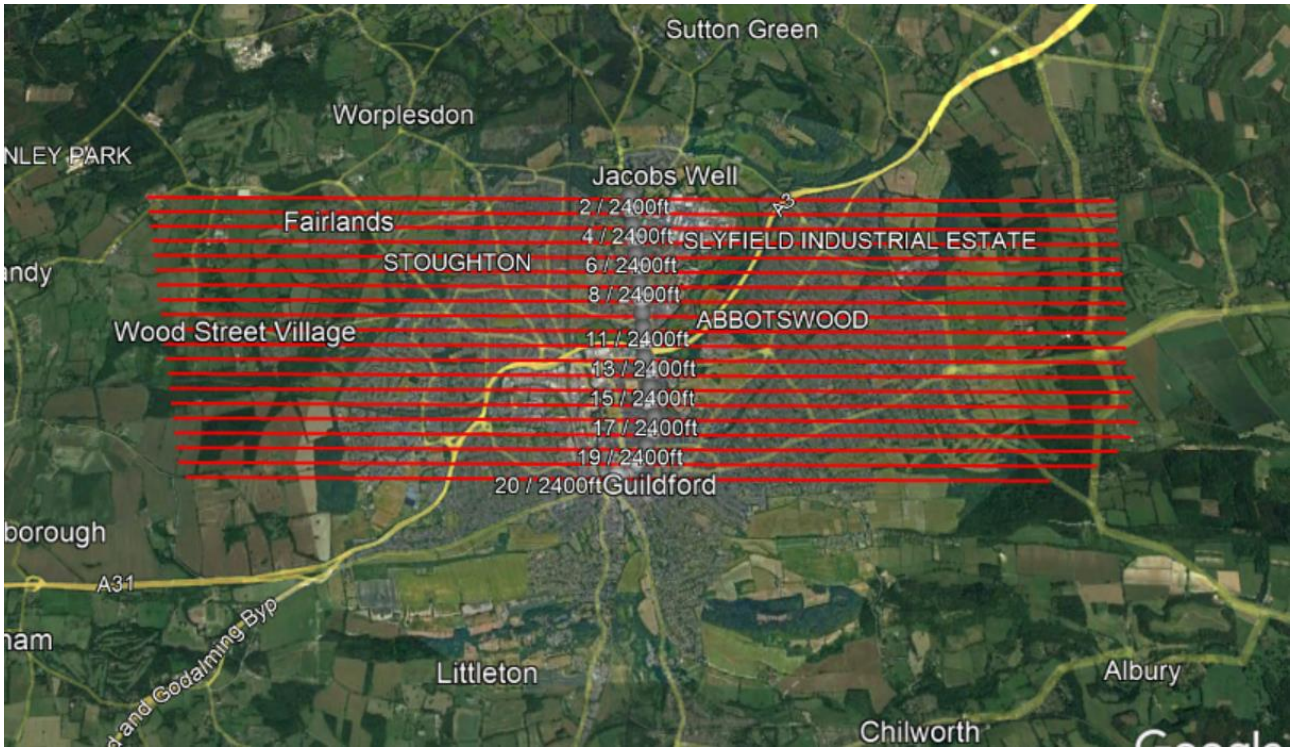 Sutton Green
Worplesdon
NLEY PARK
Jacobs Well
A3
2 / 2400ft
Fairlands
4 / 2400ft
SLYFIELD INDUSTRIAL ESTATE
STOUGHTON
6 / 2400ft
andy
8 / 2400ft
ABBOTSWOOD
Wood Street Village
11 / 2400ft
13 / 2400ft
15 / 2400ft
17 / 2400ft
19 / 2400ft
20 / 2400ft
Guildford
borough
A31
ham
d and Godalming Byp
Littleton
Albury
Chilworth